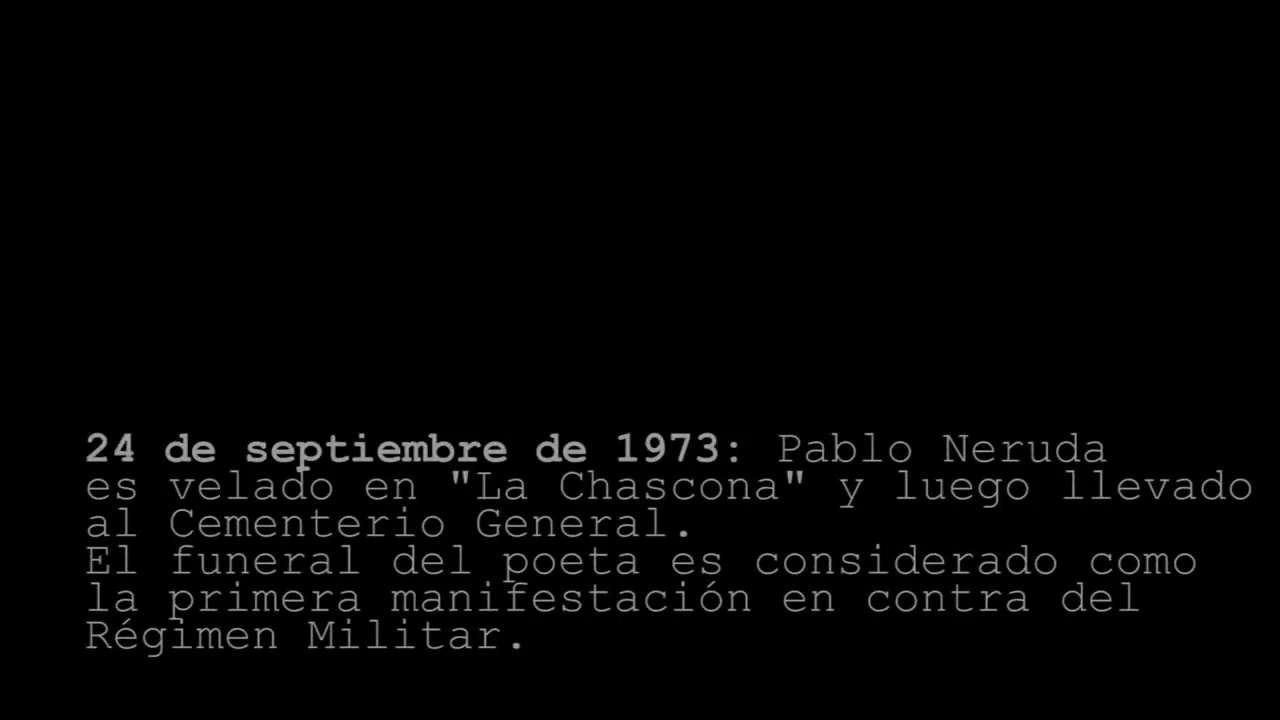 24 de septiembre de 1973: Pablo Neruda
es velado en "La Chascona" y luego llevado
al Cementerio General.
El funeral del poeta es considerado como
la primera manifestación en contra del
Régimen Militar.